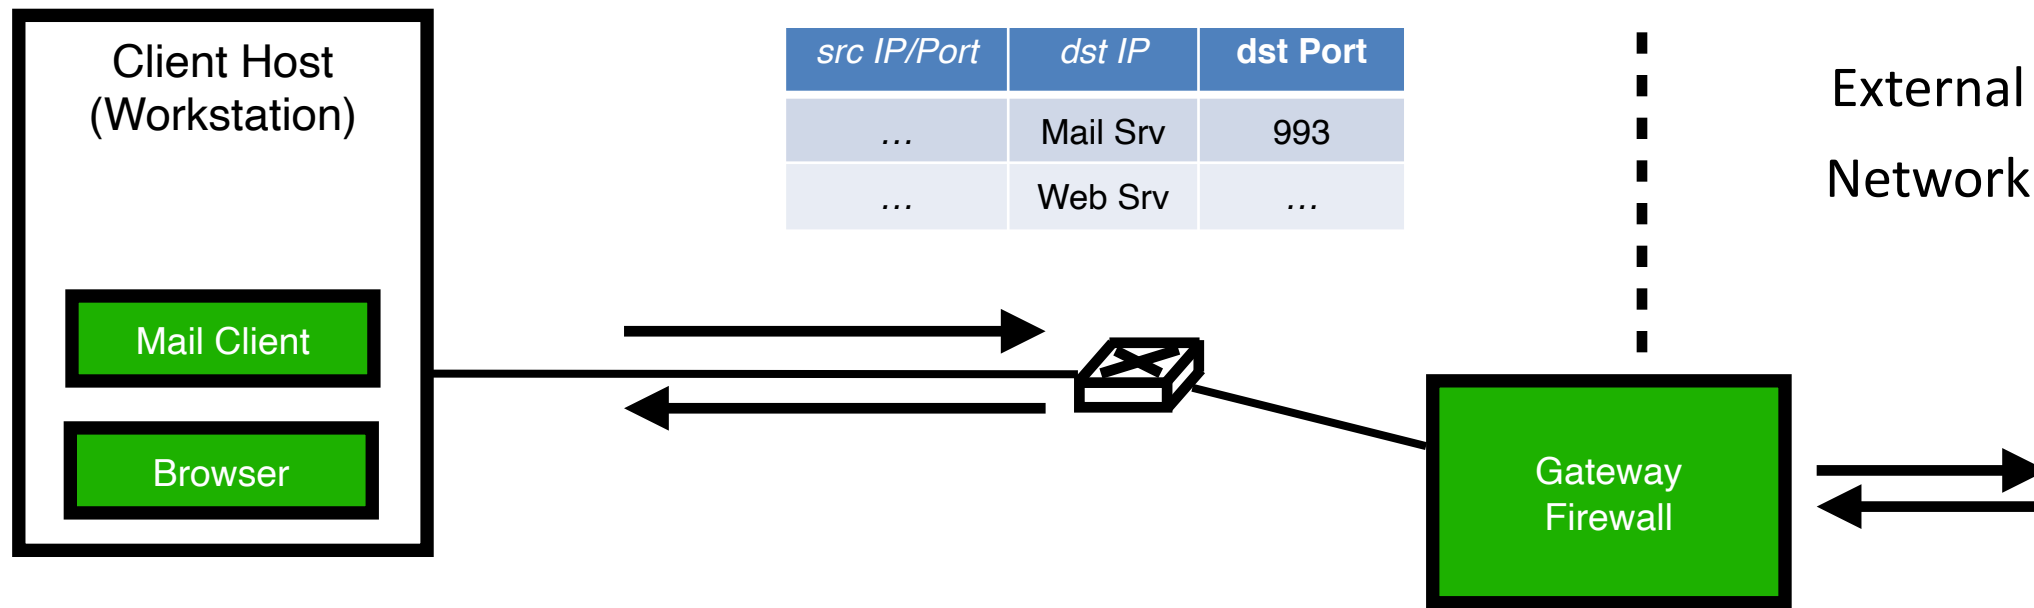 Client Host
(Workstation)
Mail Client
Browser
src IP/Port dst IP dst Port
... Mail Srv 993
... Web Srv ...
External
Network
Gateway
Firewall